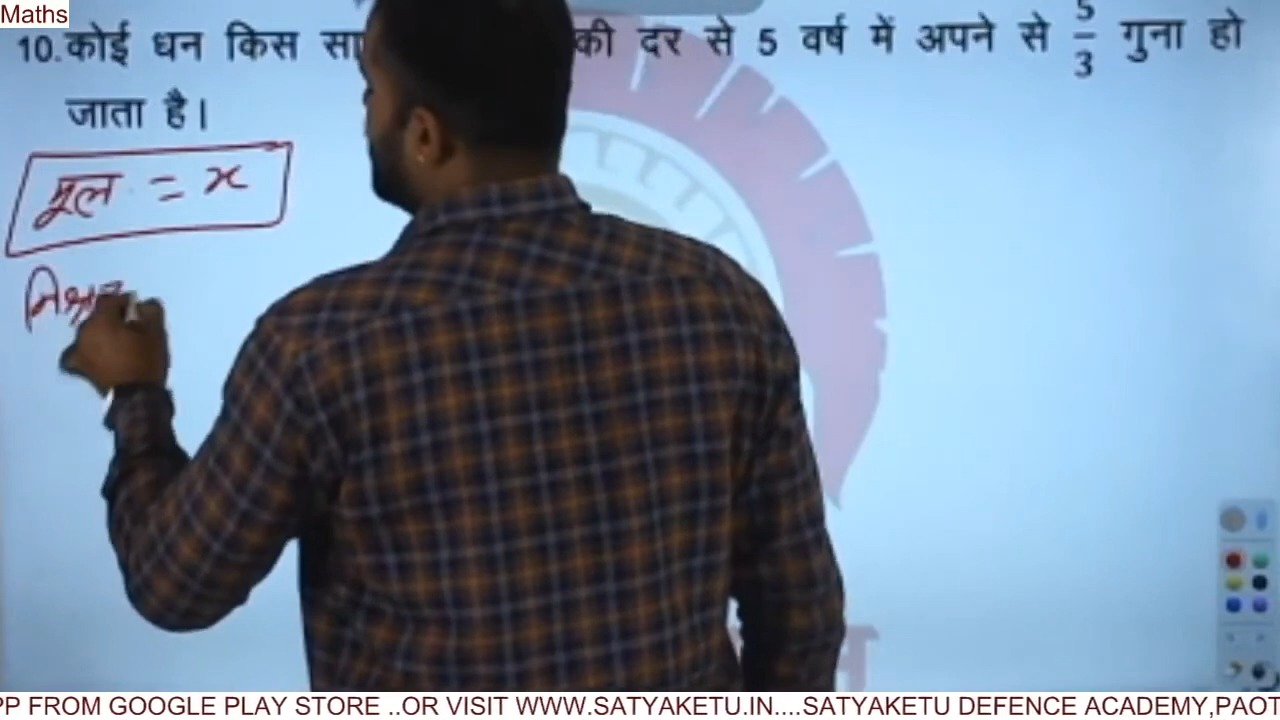 Maths
10. कोई धन किस की दर से 5 वर्ष में अपने से 5/3 गुना हो
जाता है।
मूल = x
PP FROM GOOGLE PLAY STORE ..OR VISIT WWW.SATYAKETU.IN....SATYAKETU DEFENCE ACADEMY,PAOT